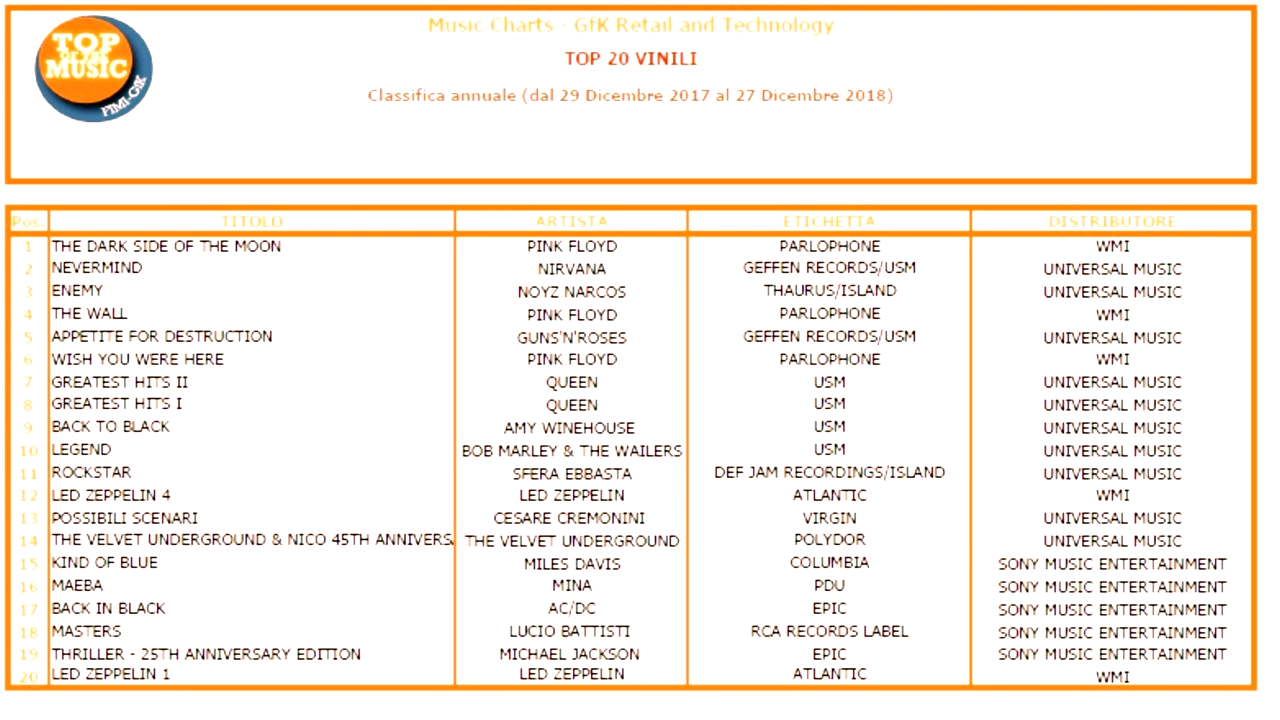 TOP
OF THE
MUSIC
FIMI-GfK
Music Charts - GfK Retail and Technology
TOP 20 VINILI
Classifica annuale (dal 29 Dicembre 2017 al 27 Dicembre 2018)
Pos. TITOLO ARTISTA ETICHETTA DISTRIBUTORE
1 THE DARK SIDE OF THE MOON PINK FLOYD PARLOPHONE WMI
2 NEVERMIND NIRVANA GEFFEN RECORDS/USM UNIVERSAL MUSIC
3 ENEMY NOYZ NARCOS THAURUS/ISLAND UNIVERSAL MUSIC
4 THE WALL PINK FLOYD PARLOPHONE WMI
5 APPETITE FOR DESTRUCTION GUNS'N'ROSES GEFFEN RECORDS/USM UNIVERSAL MUSIC
6 WISH YOU WERE HERE PINK FLOYD PARLOPHONE WMI
7 GREATEST HITS II QUEEN USM UNIVERSAL MUSIC
8 GREATEST HITS I QUEEN USM UNIVERSAL MUSIC
9 BACK TO BLACK AMY WINEHOUSE USM UNIVERSAL MUSIC
10 LEGEND BOB MARLEY & THE WAILERS USM UNIVERSAL MUSIC
11 ROCKSTAR SFERA EBBASTA DEF JAM RECORDINGS/ISLAND UNIVERSAL MUSIC
12 LED ZEPPELIN 4 LED ZEPPELIN ATLANTIC WMI
13 POSSIBILI SCENARI CESARE CREMONINI VIRGIN UNIVERSAL MUSIC
14 THE VELVET UNDERGROUND & NICO 45TH ANNIVERSA THE VELVET UNDERGROUND POLYDOR UNIVERSAL MUSIC
15 KIND OF BLUE MILES DAVIS COLUMBIA SONY MUSIC ENTERTAINMENT
16 MAEBA MINA PDU SONY MUSIC ENTERTAINMENT
17 BACK IN BLACK AC/DC EPIC SONY MUSIC ENTERTAINMENT
18 MASTERS LUCIO BATTISTI RCA RECORDS LABEL SONY MUSIC ENTERTAINMENT
19 THRILLER - 25TH ANNIVERSARY EDITION MICHAEL JACKSON EPIC SONY MUSIC ENTERTAINMENT
20 LED ZEPPELIN 1 LED ZEPPELIN ATLANTIC WMI